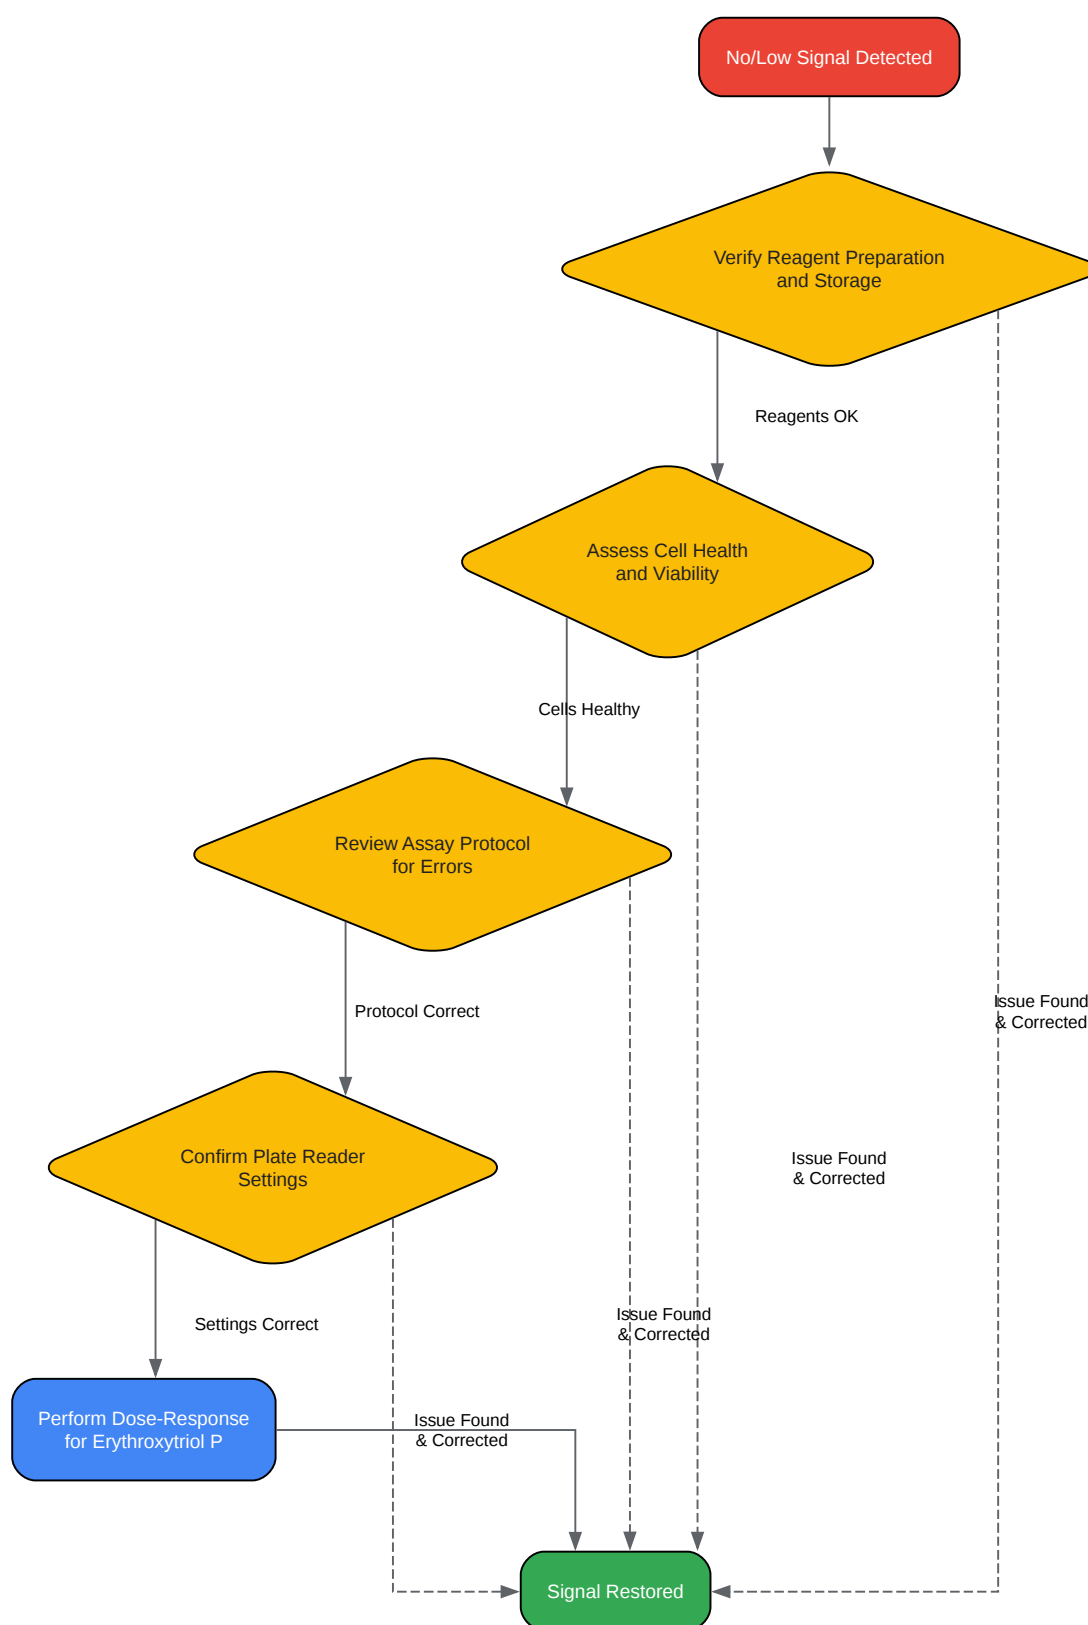 No/Low Signal Detected
Verify Reagent Preparation
and Storage
Reagents OK
Assess Cell Health
and Viability
Cells Healthy
Review Assay Protocol
for Errors
Protocol Correct
Issue Found
& Corrected
Confirm Plate Reader
Settings
Issue Found
& Corrected
Settings Correct
Issue Found
& Corrected
Perform Dose-Response
for Erythroxytriol P
Issue Found
& Corrected
Signal Restored